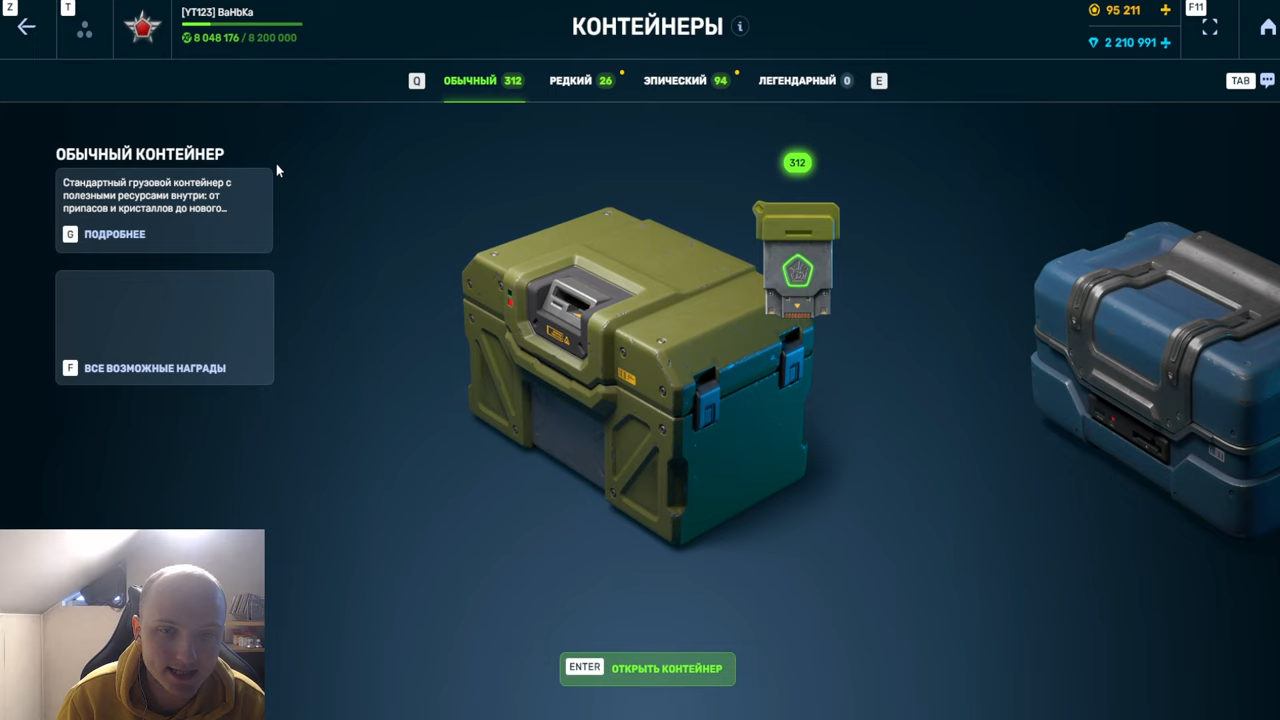 Z
T
[YT123] BaHbKa
8 048 176 / 8 200 000
КОНТЕЙНЕРЫ
i
95 211
2 210 991
F11
Q
ОБЫЧНЫЙ 312
РЕДКИЙ 26
ЭПИЧЕСКИЙ 94
ЛЕГЕНДАРНЫЙ 0
E
TAB
ОБЫЧНЫЙ КОНТЕЙНЕР
Стандартный грузовой контейнер с
полезными ресурсами внутри: от
припасов и кристаллов до нового...
G ПОДРОБНЕЕ
F ВСЕ ВОЗМОЖНЫЕ НАГРАДЫ
312
ENTER ОТКРЫТЬ КОНТЕЙНЕР